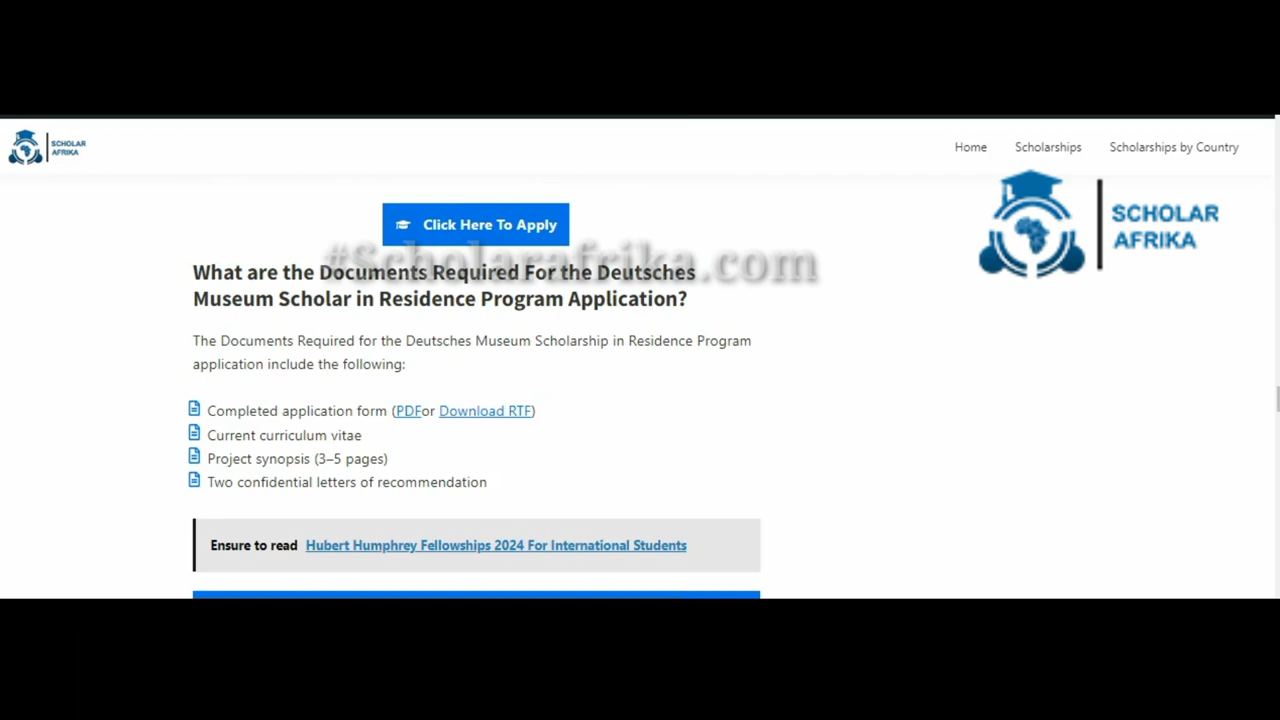 SCHOLAR
AFRIKA
Home Scholarships Scholarships by Country
SCHOLAR
AFRIKA
Click Here To Apply
#Scholarafrika.com
What are the Documents Required For the Deutsches
Museum Scholar in Residence Program Application?
The Documents Required for the Deutsches Museum Scholarship in Residence Program
application include the following:
Completed application form (PDFor Download RTF)
Current curriculum vitae
Project synopsis (3–5 pages)
Two confidential letters of recommendation
Ensure to read Hubert Humphrey Fellowships 2024 For International Students